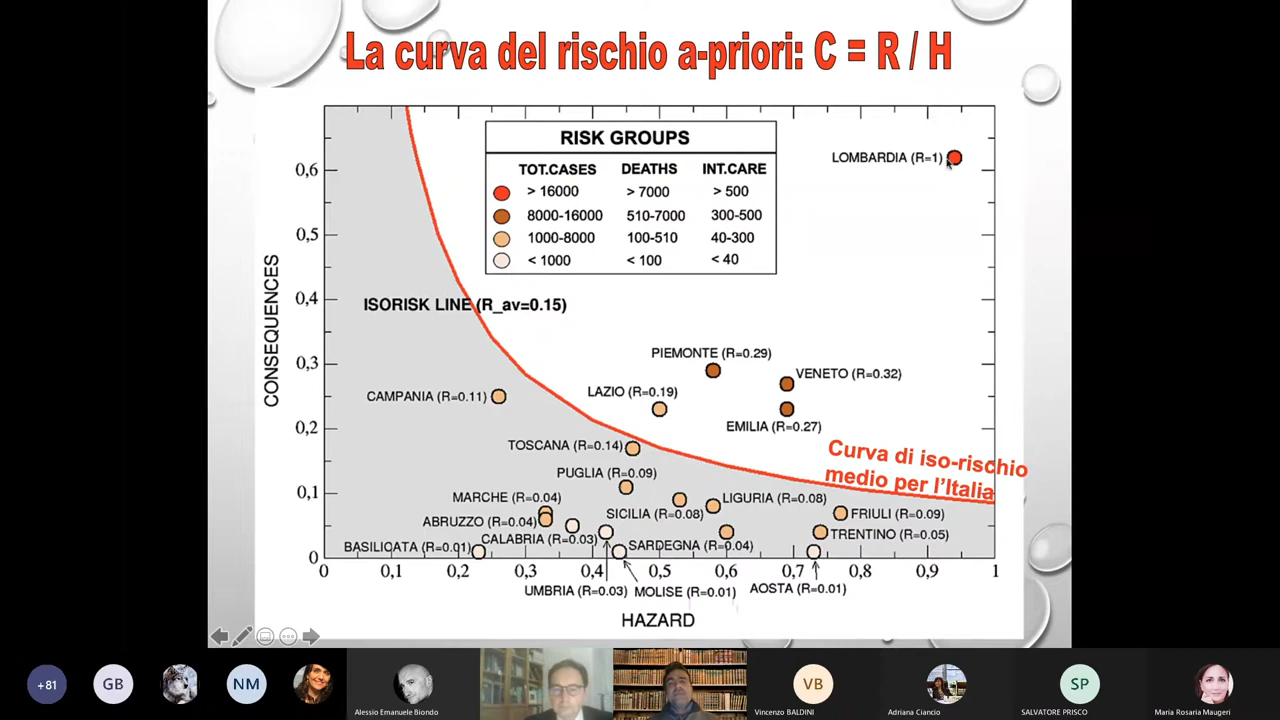 La curva del rischio a-priori: C = R / H
RISK GROUPS
TOT.CASES DEATHS INT.CARE
> 16000 > 7000 > 500
8000-16000 510-7000 300-500
1000-8000 100-510 40-300
< 1000 < 100 < 40
LOMBARDIA (R=1)
ISORISK LINE (R_av=0.15)
PIEMONTE (R=0.29)
VENETO (R=0.32)
LAZIO (R=0.19)
CAMPANIA (R=0.11)
EMILIA (R=0.27)
TOSCANA (R=0.14)
Curva di iso-rischio
medio per l'Italia
PUGLIA (R=0.09)
MARCHE (R=0.04)
LIGURIA (R=0.08)
SICILIA (R=0.08)
FRIULI (R=0.09)
ABRUZZO (R=0.04)
TRENTINO (R=0.05)
CALABRIA (R=0.03)
SARDEGNA (R=0.04)
BASILICATA (R=0.01)
UMBRIA (R=0.03)
MOLISE (R=0.01)
AOSTA (R=0.01)
CONSEQUENCES
0,6
0,5
0,4
0,3
0,2
0,1
0
0 0,1 0,2 0,3 0,4 0,5 0,6 0,7 0,8 0,9 1
HAZARD
+81
GB
NM
Alessio Emanuele Biondo
VB
Vincenzo BALDINI
Adriana Ciancio
SP
SALVATORE PRISCO
Maria Rosaria Maugeri